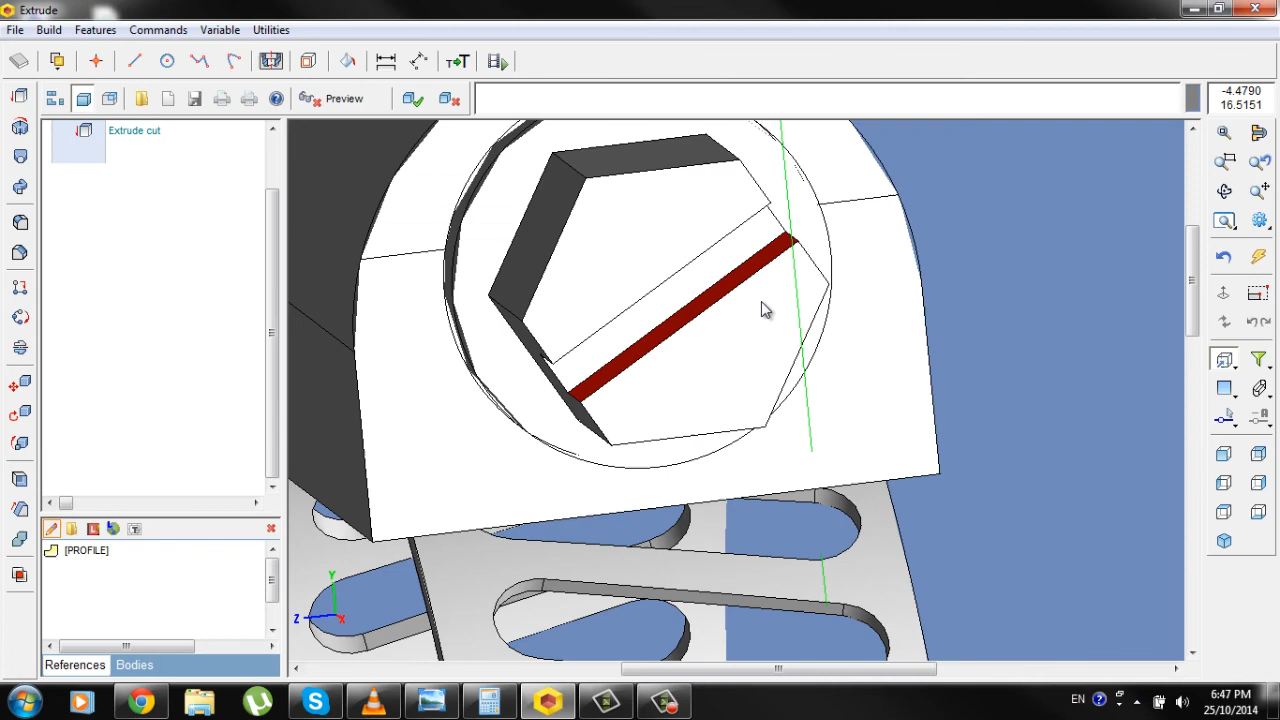 Extrude
File Build Features Commands Variable Utilities
T T
Preview
-4.4790
16.5151
Extrude cut
[PROFILE]
References Bodies
Y
Z X
EN
6:47 PM
25/10/2014